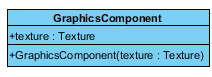 GraphicsComponent
+texture : Texture
+GraphicsComponent(texture : Texture)